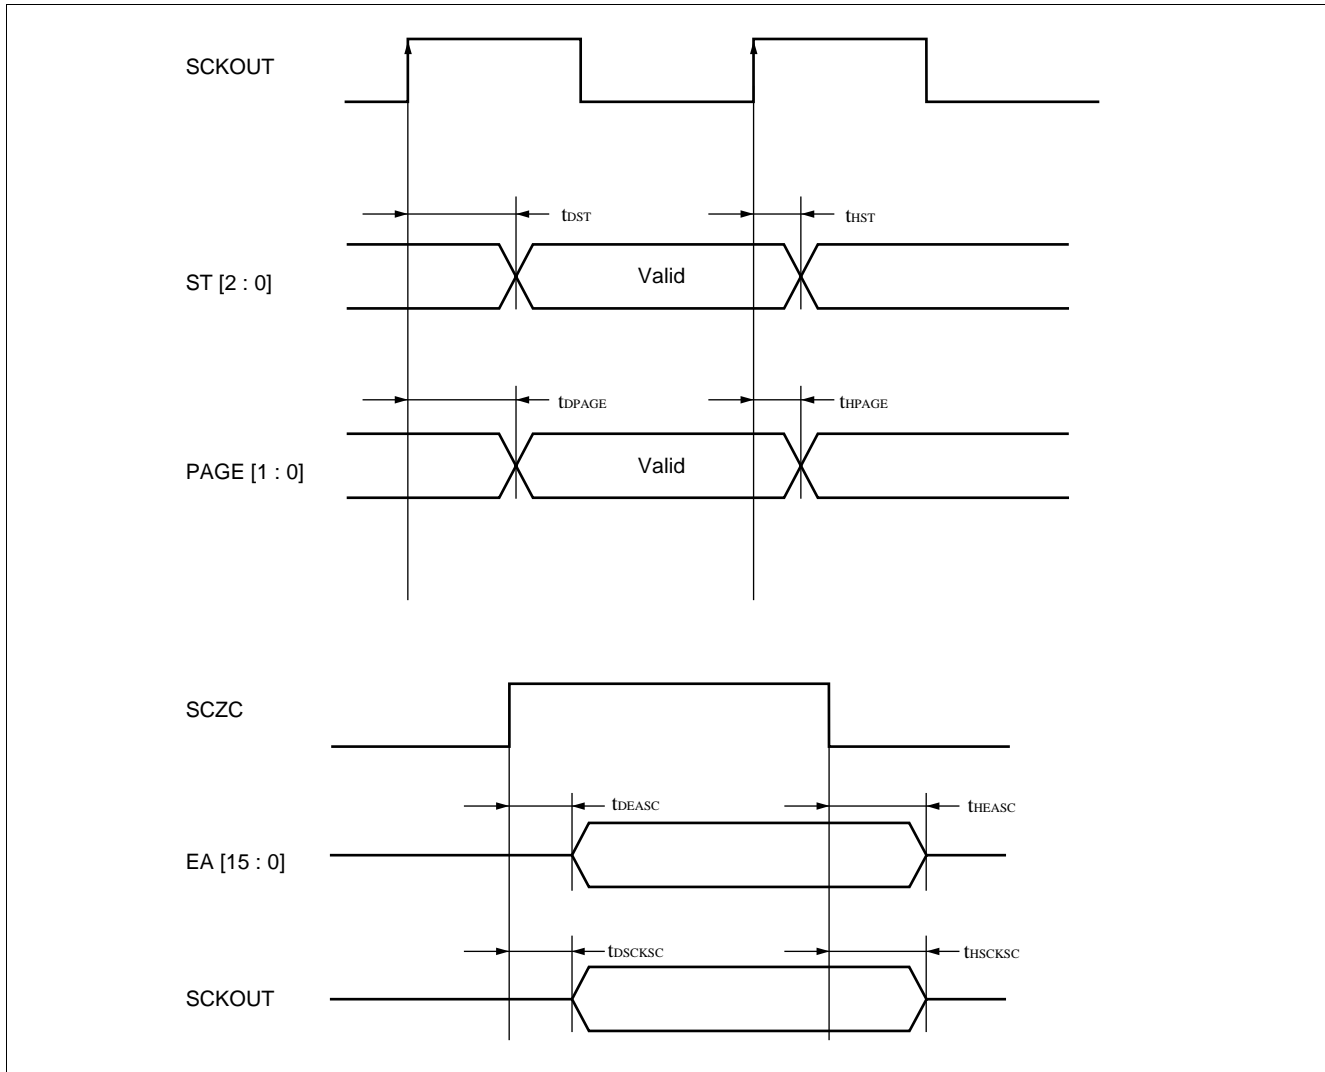 SCKOUT
tDST
tHST
ST [2 : 0]
Valid
tDPAGE
tHPAGE
PAGE [1 : 0]
Valid
SCZC
tDEASC
tHEASC
EA [15 : 0]
tDSCKSC
tHSCKSC
SCKOUT